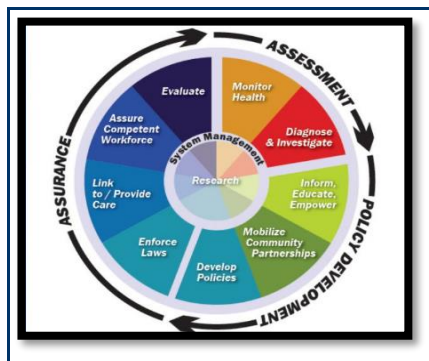 ASSESSMENT
POLICY DEVELOPMENT
ASSURANCE
Monitor
Health
Diagnose
& Investigate
Inform,
Educate,
Empower
Mobilize
Community
Partnerships
Develop
Policies
Enforce
Laws
Link
to / Provide
Care
Assure
Competent
Workforce
Evaluate
System Management
Research